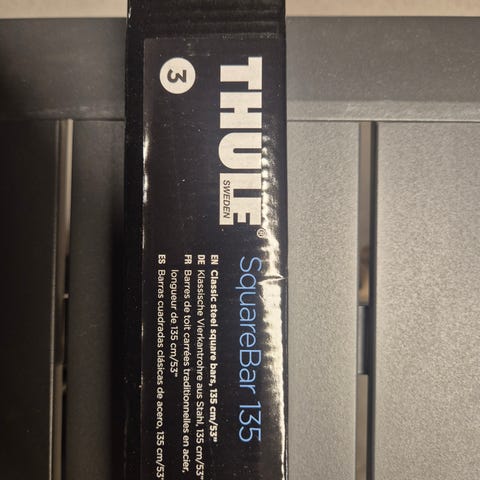 THULE®
SWEDEN
3
SquareBar 135
EN Classic steel square bars, 135 cm/53"
DE Klassische Vierkantrohre aus Stahl, 135 cm/53"
FR Barres de toit carrées traditionnelles en acier,
longueur de 135 cm/53"
ES Barras cuadradas clásicas de acero, 135 cm/53"